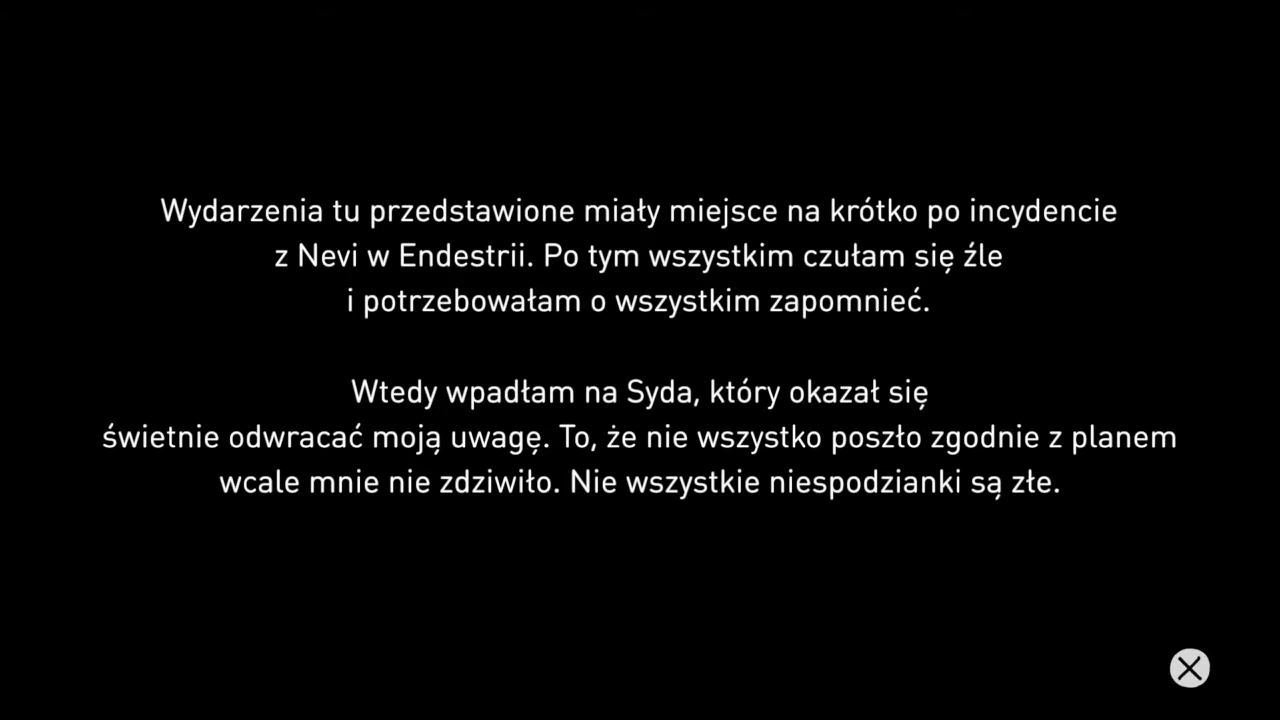 Wydarzenia tu przedstawione miały miejsce na krótko po incydencie
z Nevi w Endestrii. Po tym wszystkim czułam się źle
i potrzebowałam o wszystkim zapomnieć.
Wtedy wpadłam na Syda, który okazał się
świetnie odwracać moją uwagę. To, że nie wszystko poszło zgodnie z planem
wcale mnie nie zdziwiło. Nie wszystkie niespodzianki są złe.